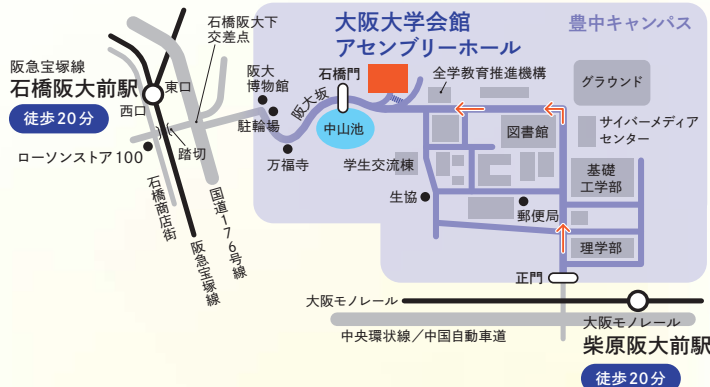 大阪大学会館
アセンブリーホール
豊中キャンパス
石橋阪大下
交差点
阪急宝塚線
石橋阪大前駅
徒歩20分
東口
西口
ローソンストア100
踏切
石橋商店街
阪急宝塚線
国道176号線
阪大
博物館
駐輪場
万福寺
阪大坂
石橋門
中山池
全学教育推進機構
グラウンド
図書館
サイバーメディア
センター
学生交流棟
基礎
工学部
生協
郵便局
理学部
正門
大阪モノレール
中央環状線/中国自動車道
大阪モノレール
柴原阪大前駅
徒歩20分